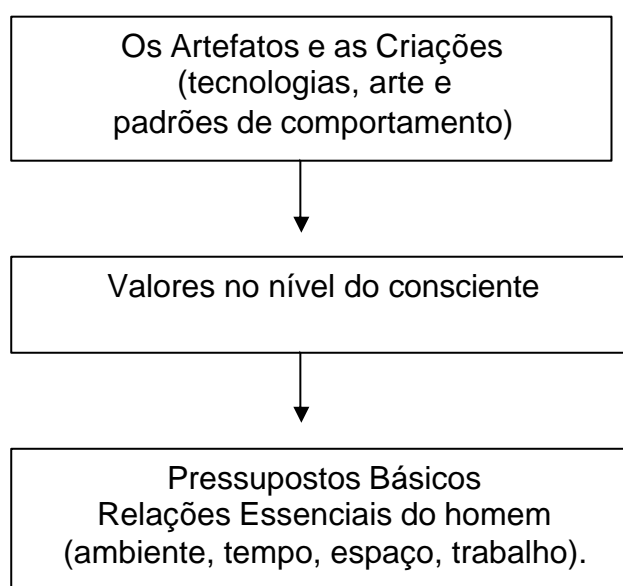 Os Artefatos e as Criações
(tecnologias, arte e
padrões de comportamento)
Valores no nível do consciente
Pressupostos Básicos
Relações Essenciais do homem
(ambiente, tempo, espaço, trabalho).